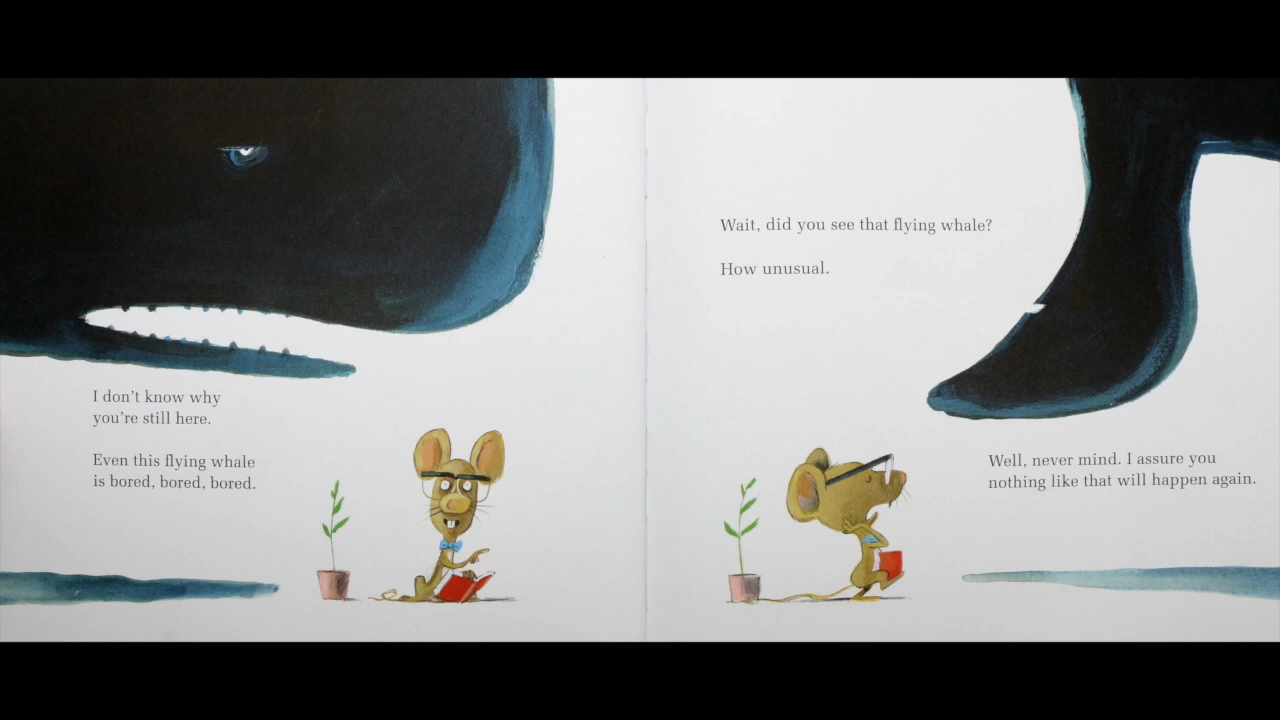 I don't know why
you're still here.
Even this flying whale
is bored, bored, bored.
Wait, did you see that flying whale?
How unusual.
Well, never mind. I assure you
nothing like that will happen again.